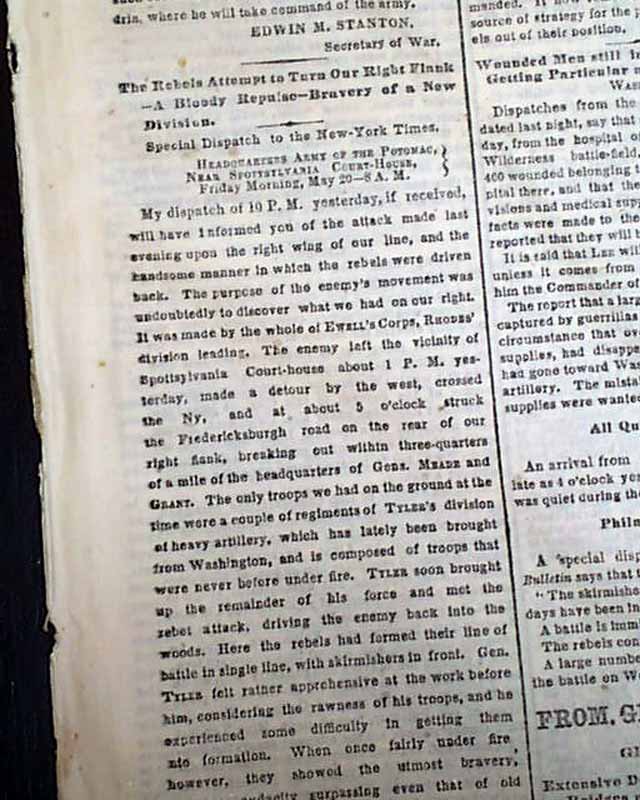 dria, where he will take command of the army.
EDWIN M. STANTON,
Secretary of War.
The Rebels Attempt to Turn Our Right Flank
—A Bloody Repulse—Bravery of a New
Division.
Special Dispatch to the New-York Times.
HEADQUARTERS ARMY OF THE POTOMAC,
NEAR SPOTTSYLVANIA COURT-HOUSE,
Friday Morning, May 20—8 A. M.
My dispatch of 10 P. M. yesterday, if received,
will have informed you of the attack made last
evening upon the right wing of our line, and the
handsome manner in which the rebels were driven
back. The purpose of the enemy's movement was
undoubtedly to discover what we had on our right.
It was made by the whole of EWELL'S Corps, RHODES'
division leading. The enemy left the vicinity of
Spottsylvania Court-house about 1 P. M. yes-
terday, made a detour by the west, crossed
the Ny, and at about 5 o'clock struck
the Fredericksburgh road on the rear of our
right flank, breaking out within three-quarters
of a mile of the headquarters of Gens. MEADE and
GRANT. The only troops we had on the ground at the
time were a couple of regiments of TYLER'S division
of heavy artillery, which has lately been brought
from Washington, and is composed of troops that
were never before under fire. TYLER soon brought
up the remainder of his force and met the
rebel attack, driving the enemy back into the
woods. Here the rebels had formed their line of
battle in single line, with skirmishers in front. Gen.
TYLER felt rather apprehensive at the work before
him, considering the rawness of his troops, and he
experienced some difficulty in getting them
into formation. When once fairly under fire,
however, they showed the utmost bravery,
audacity surpassing even that of old
source of strategy for the
els out of their position.
Wounded Men still
Getting Particular
Dispatches from the
dated last night, say that
day, from the hospital
Wilderness battle-field,
400 wounded belonging
pital there, and that the
visions and medical
facts were made to the
reported that they will
It is said that LEE
unless it comes from
him the Commander of
The report that a
captured by guerrillas
circumstance that
supplies, had
had gone toward
artillery. The
supplies were wanted
All
An arrival from
late as 4 o'clock
was quiet during the
A special
Bulletin says that
"The
days have been
A battle is
The rebels
A large
the battle on
FROM
Extensive